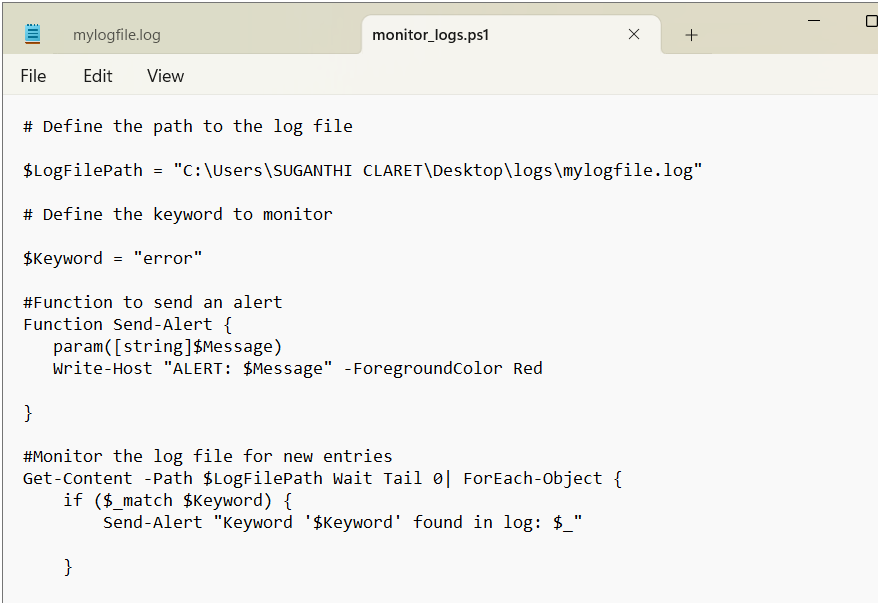 mylogfile.log
monitor_logs.ps1
File Edit View
# Define the path to the log file
$LogFilePath = "C:\Users\SUGANTHI CLARET\Desktop\logs\mylogfile.log"
# Define the keyword to monitor
$Keyword = "error"
#Function to send an alert
Function Send-Alert {
   param([string]$Message)
   Write-Host "ALERT: $Message" -ForegroundColor Red
}
#Monitor the log file for new entries
Get-Content -Path $LogFilePath Wait Tail 0| ForEach-Object {
    if ($_match $Keyword) {
        Send-Alert "Keyword '$Keyword' found in log: $_"
    }